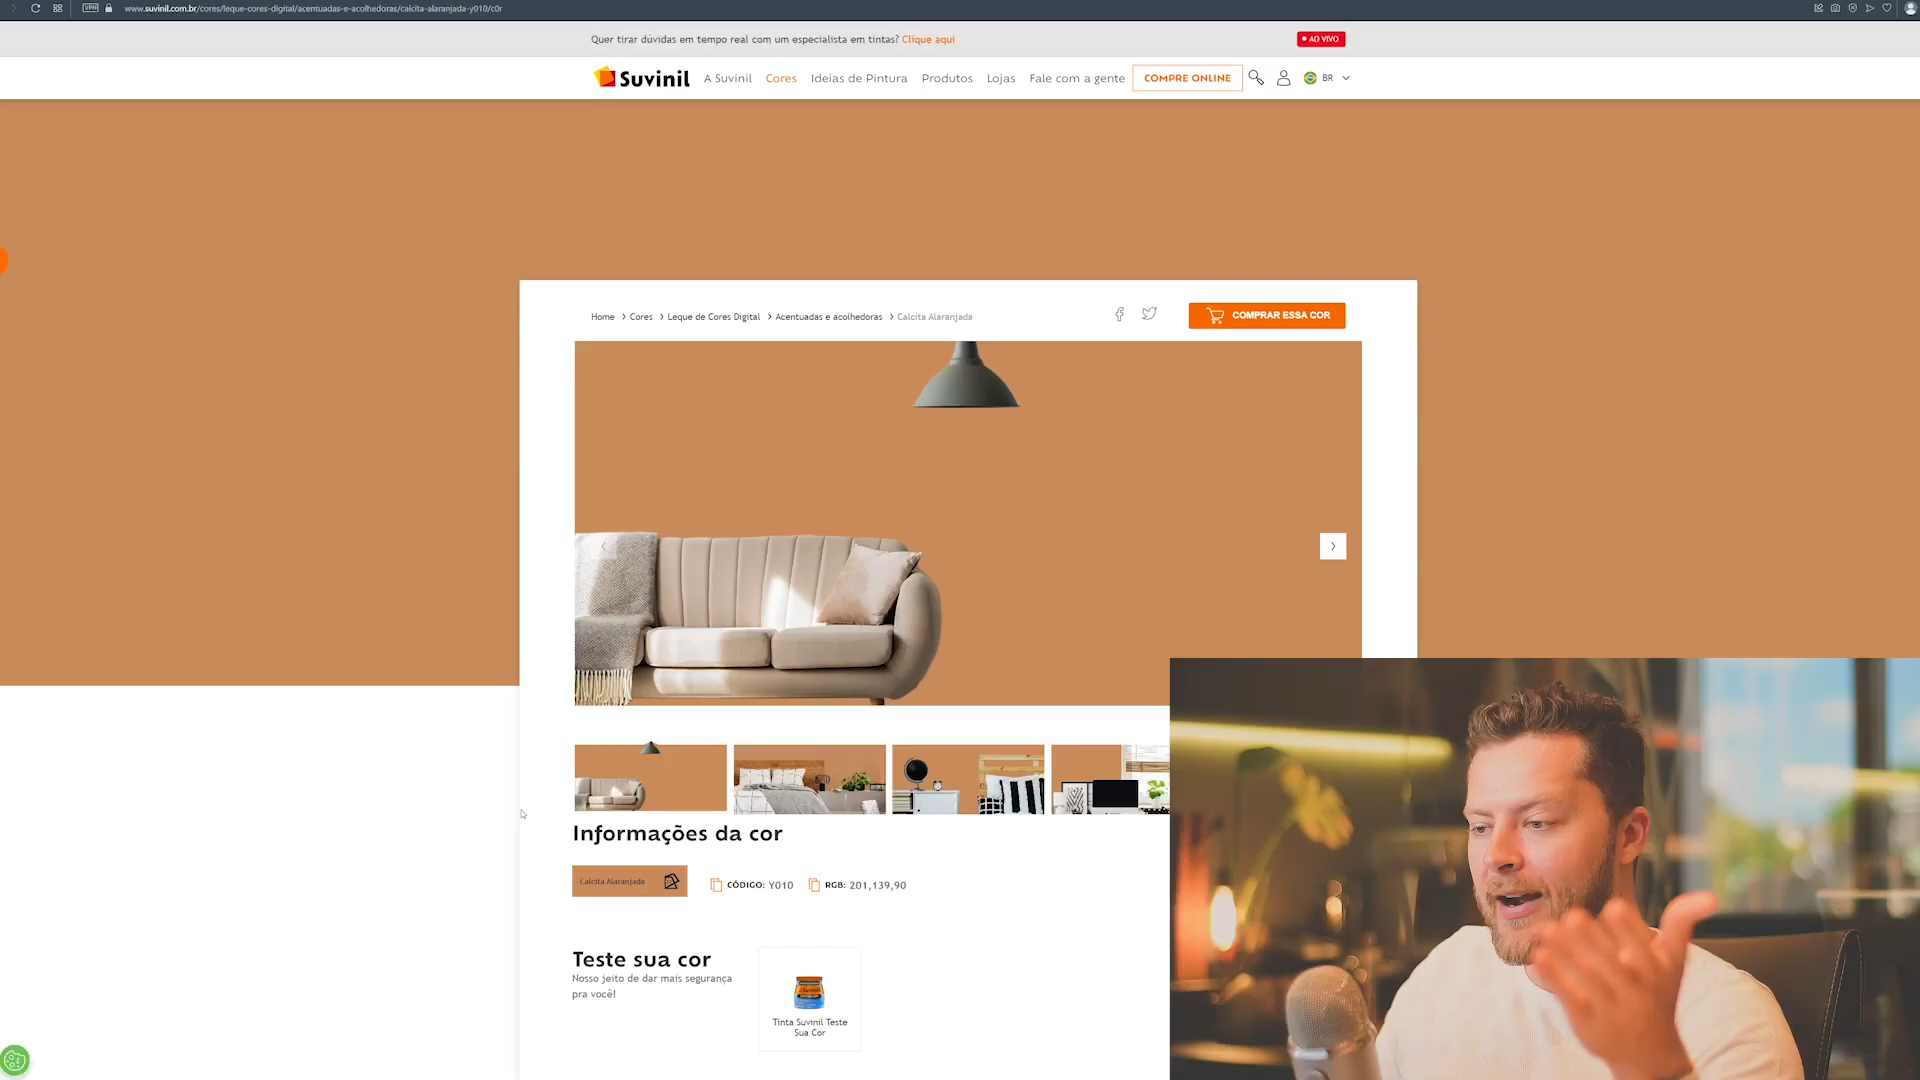 www.suvinil.com.br/cores/leque-cores-digital/acentuadas-e-acolhedoras/calcita-alaranjada-y010/c0r
VPN
Quer tirar dúvidas em tempo real com um especialista em tintas? Clique aqui
AO VIVO
Suvinil
A Suvinil
Cores
Ideias de Pintura
Produtos
Lojas
Fale com a gente
COMPRE ONLINE
BR
Home > Cores > Leque de Cores Digital > Acentuadas e acolhedoras > Calcita Alaranjada
COMPRAR ESSA COR
Informações da cor
Calcita Alaranjada
CÓDIGO: Y010
RGB: 201,139,90
Teste sua cor
Nosso jeito de dar mais segurança
pra você!
Tinta Suvinil Teste
Sua Cor